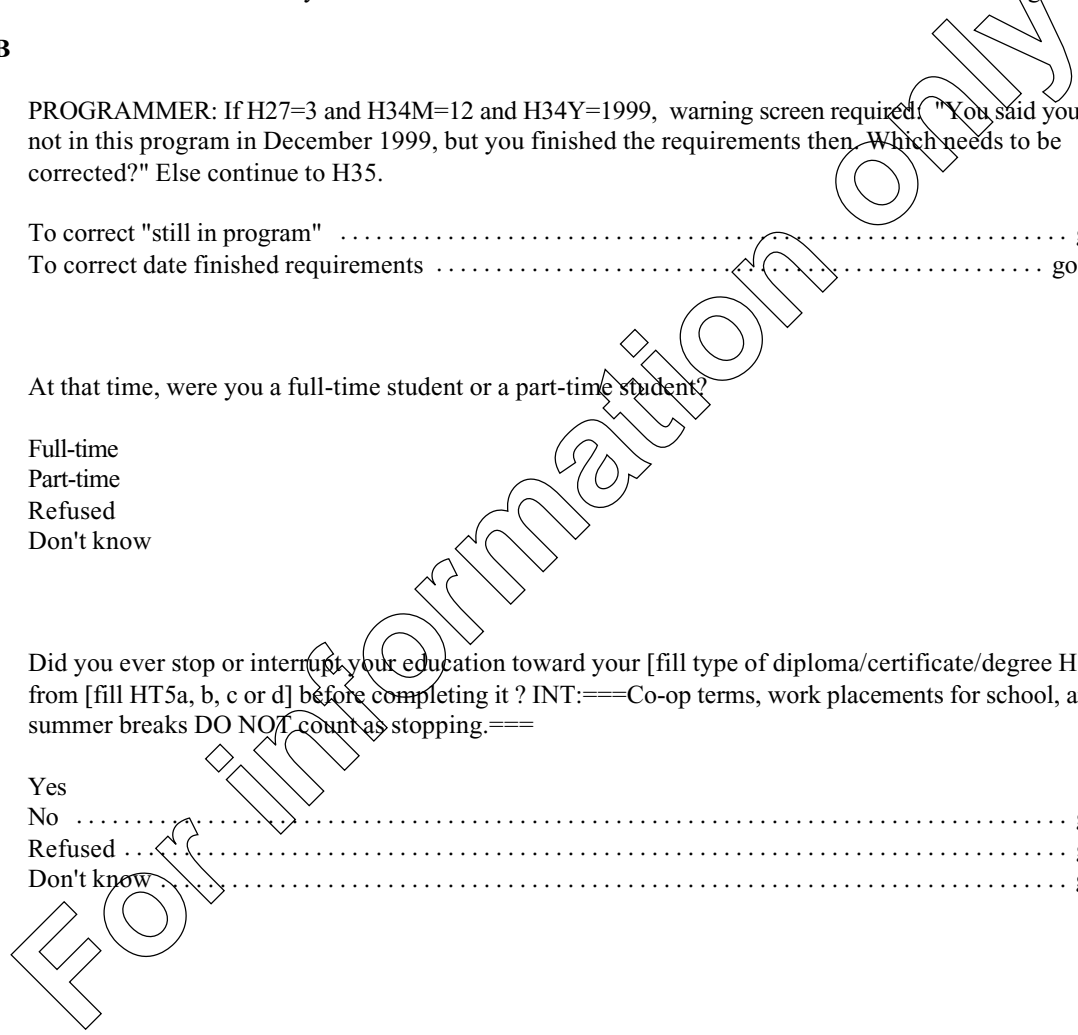 B
PROGRAMMER: If H27=3 and H34M=12 and H34Y=1999, warning screen required: "You said you
not in this program in December 1999, but you finished the requirements then. Which needs to be
corrected?" Else continue to H35.
To correct "still in program" ..............................................................
To correct date finished requirements .................................................... go
At that time, were you a full-time student or a part-time student?
Full-time
Part-time
Refused
Don't know
Did you ever stop or interrupt your education toward your [fill type of diploma/certificate/degree H
from [fill HT5a, b, c or d] before completing it ? INT:===Co-op terms, work placements for school, a
summer breaks DO NOT count as stopping.===
Yes
No ....................................................................................
Refused ................................................................................
Don't know .............................................................................
For information only